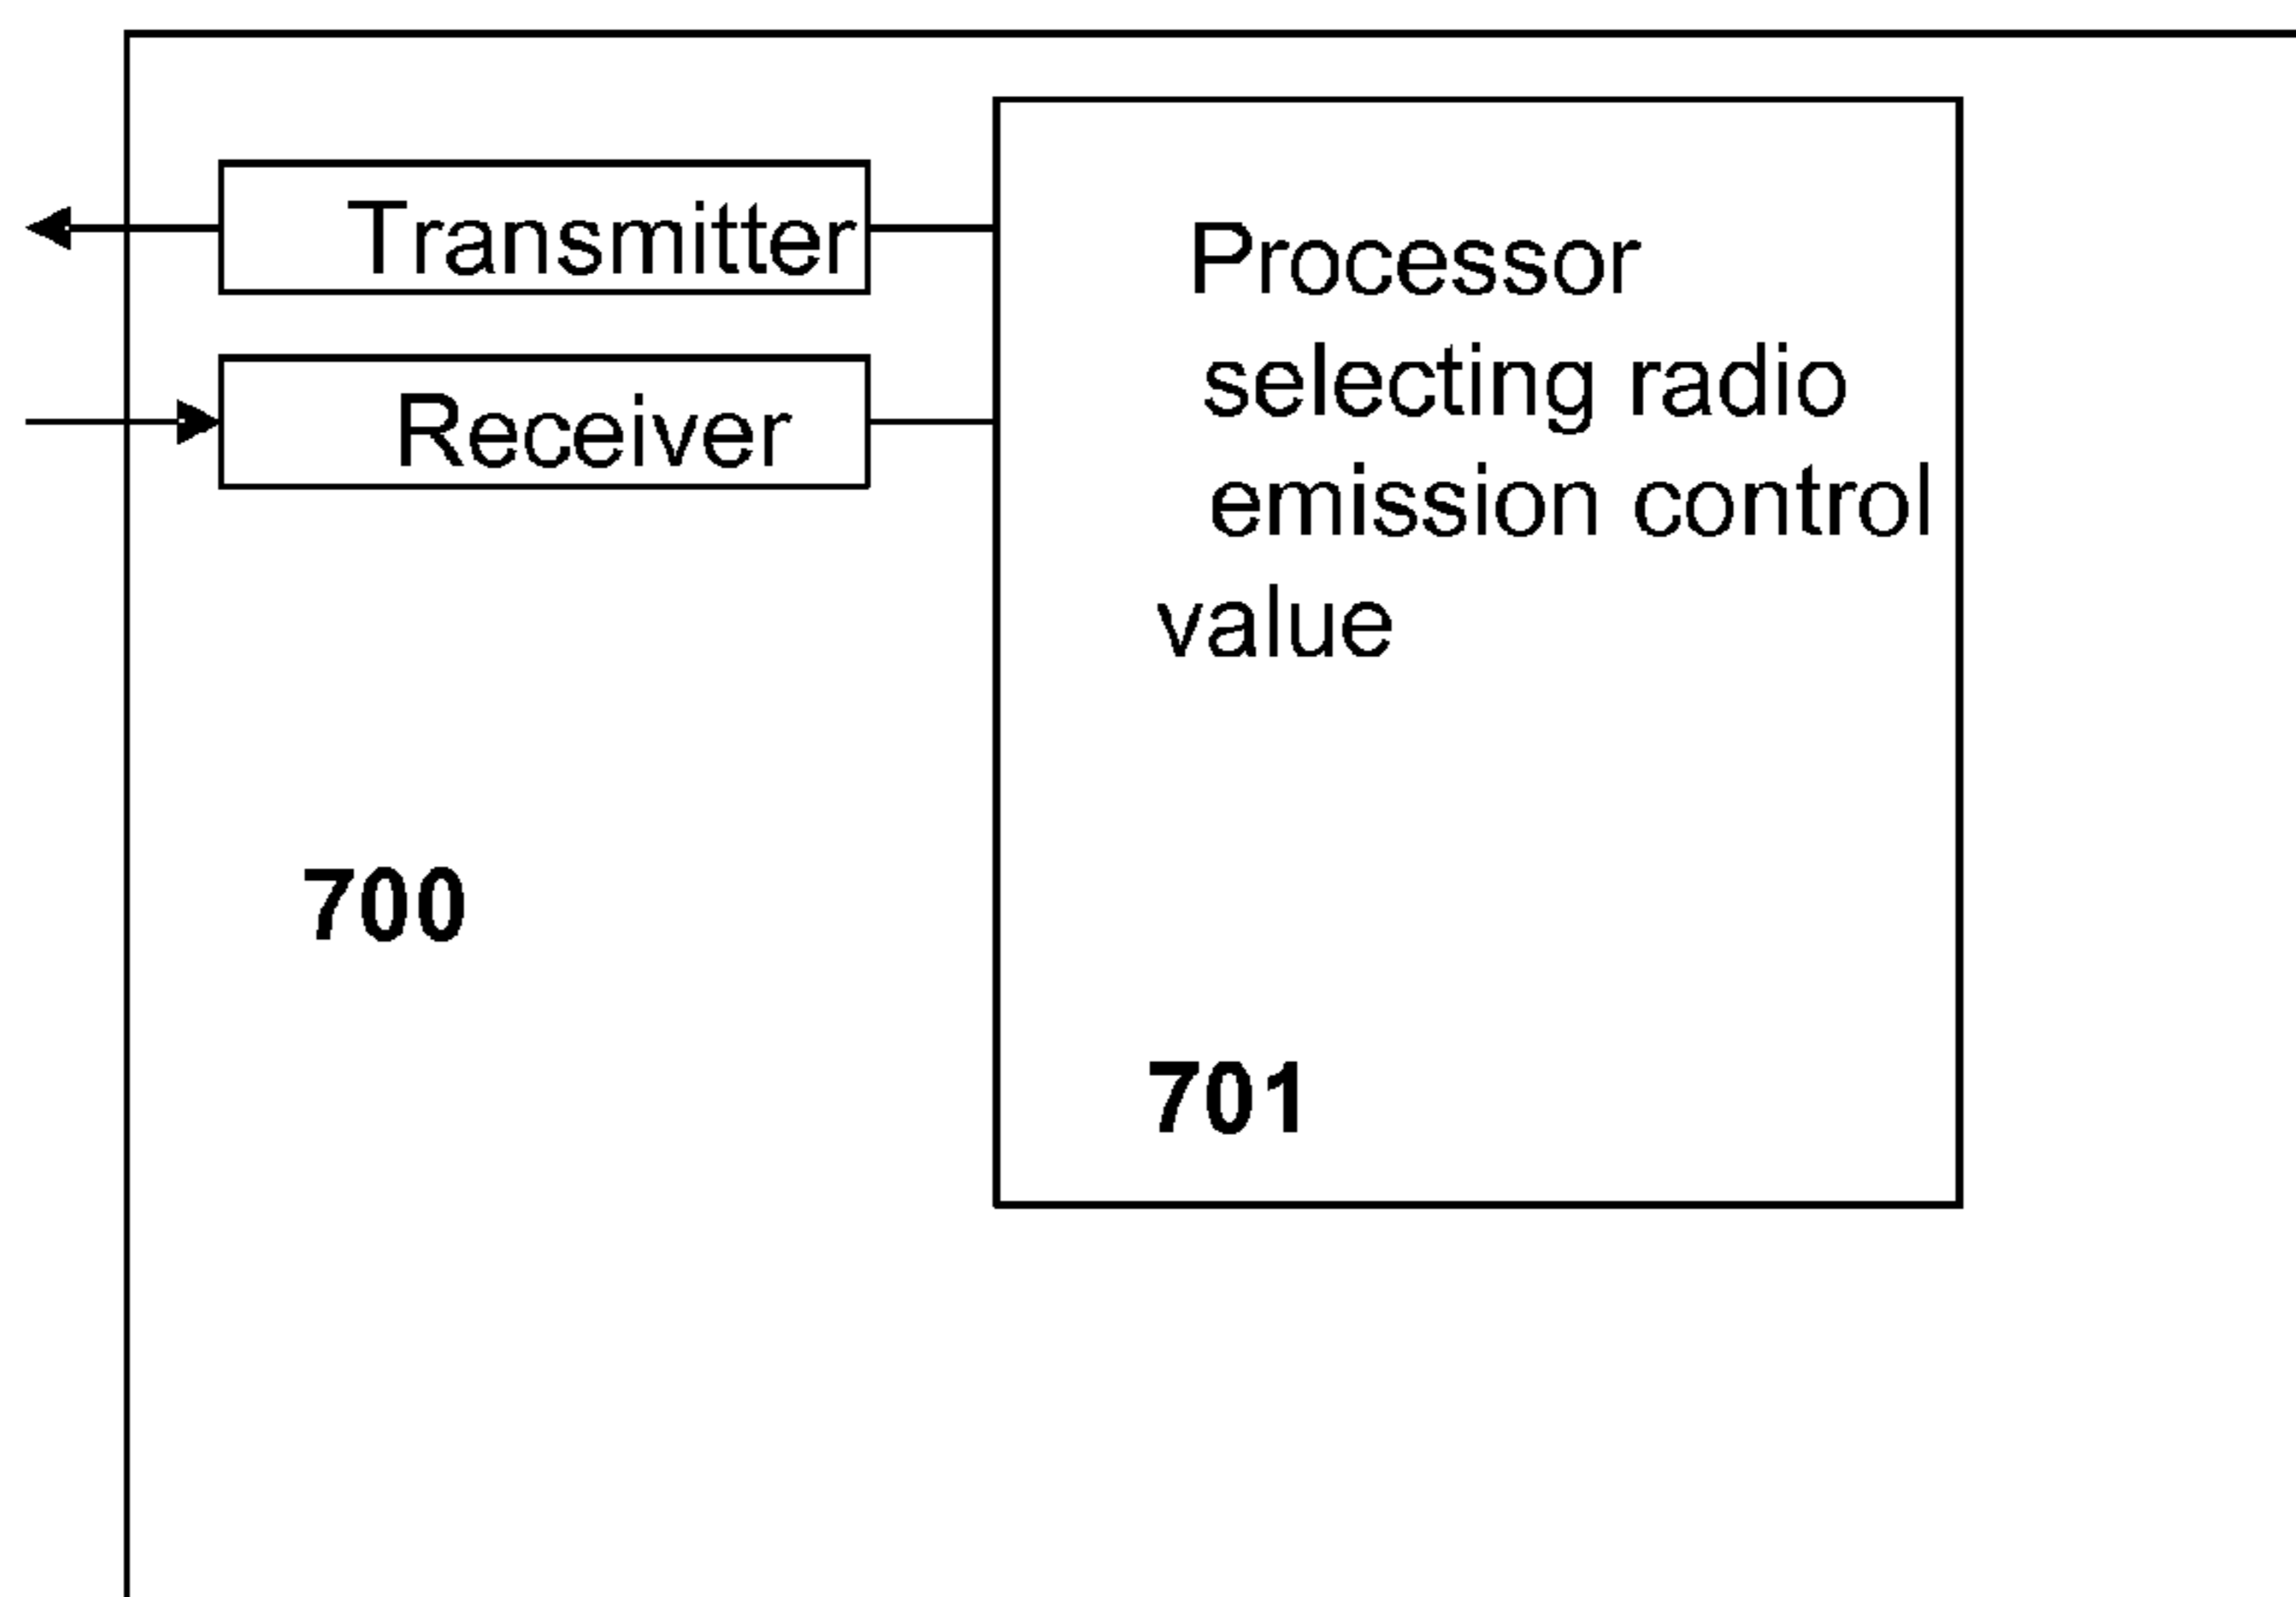 Transmitter
Receiver
Processor
selecting radio
emission control
value
700
701